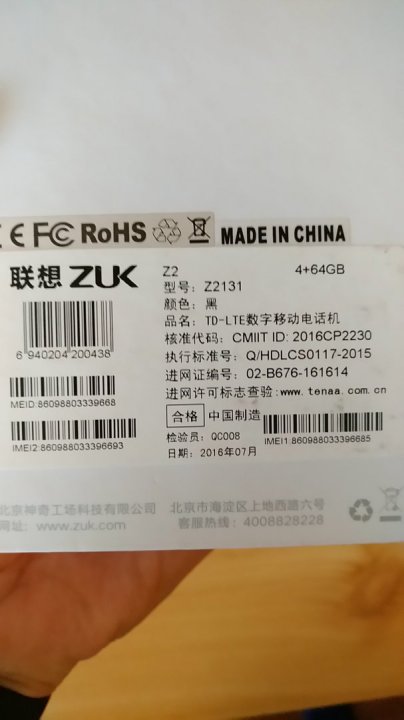 CE FC RoHS MADE IN CHINA
联想 ZUK
Z2 4+64GB
型号：Z2131
颜色：黑
品名：TD-LTE数字移动电话机
核准代码：CMIIT ID: 2016CP2230
执行标准号：Q/HDLCS0117-2015
进网证编号：02-B676-161614
进网许可标志查验：www.tenaa.com.cn
6 940204 200438
MEID:86098803339668
IMEI2:860988033396693
合格 中国制造
检验员：QC008
日期：2016年07月
IMEI1:860988033396685
北京神奇工场科技有限公司 北京市海淀区上地西路六号
网址：www.zuk.com 客服热线：4008828228